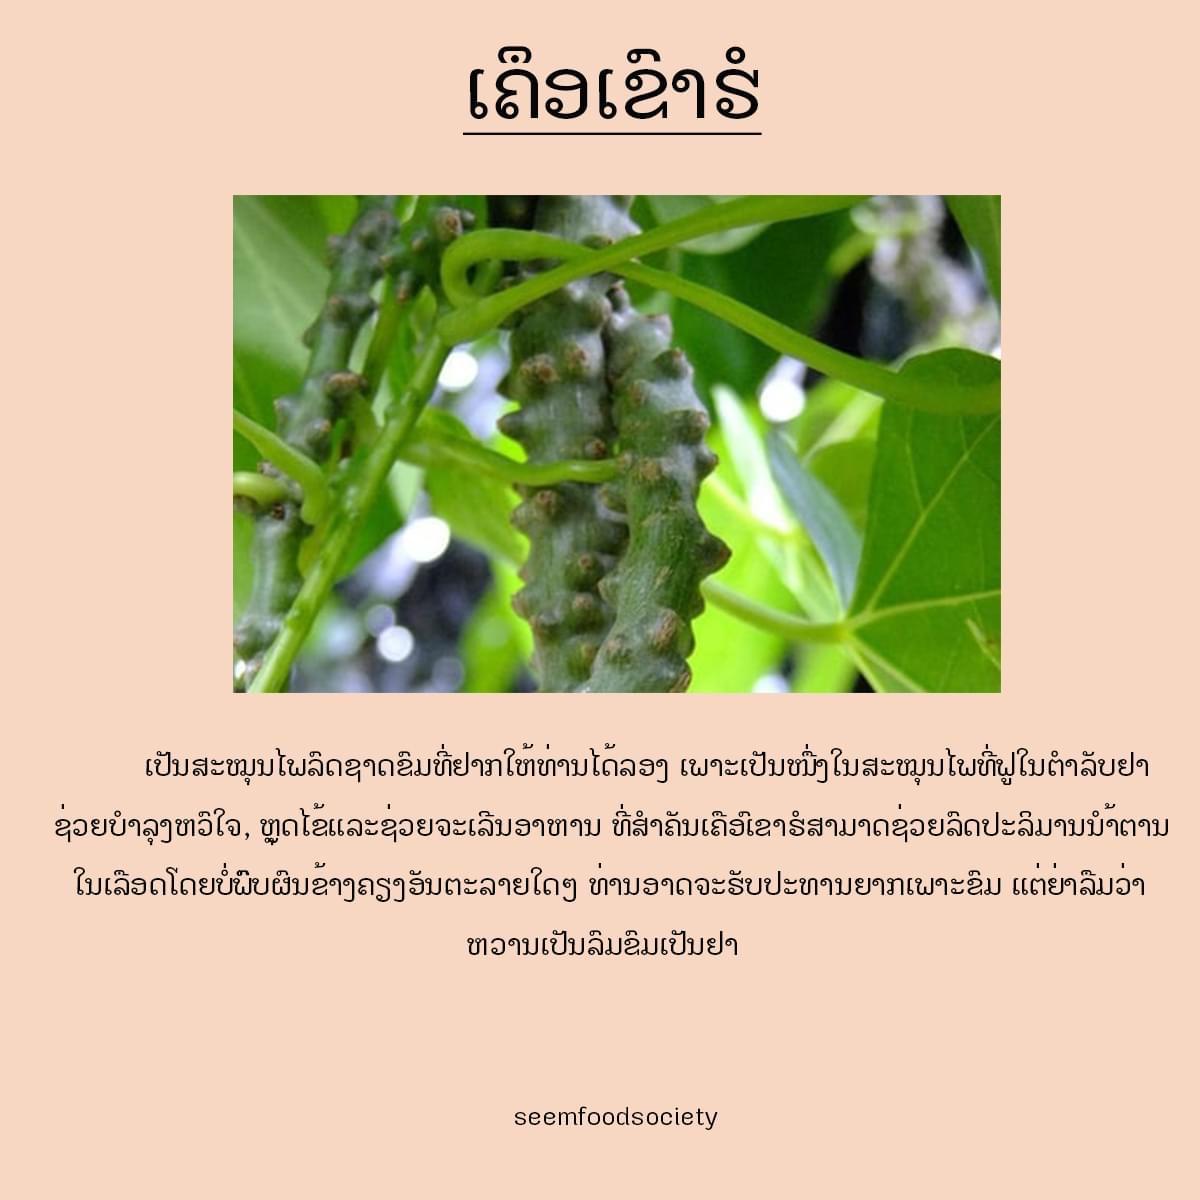 ເຄືອເຂົາຮໍ
ເປັນສະໝຸນໄພລົດຊາດຂົມທີ່ຢາກໃຫ້ທ່ານໄດ້ລອງ ເພາະເປັນໜຶ່ງໃນສະໝຸນໄພທີ່ຢູ່ໃນຕຳລັບຢາ
ຊ່ວຍບຳລຸງຫວົໃຈ, ຫຼຸດໄຂ້ແລະຊ່ວຍຈະເລີນອາຫານ ທີ່ສຳຄັນເຄືອເຂົາຮໍສາມາດຊ່ວຍລົດປະລິມານນ້ຳຕານ
ໃນເລືອດໂດຍບໍ່ພົບຜົນຂ້າງຄຽງອັນຕະລາຍໃດໆ ທ່ານອາດຈະຮັບປະທານຍາກເພາະຂົມ ແຕ່ຢ່າລືມວ່າ
ຫວານເປັນລົມຂົມເປັນຢາ
seemfoodsociety